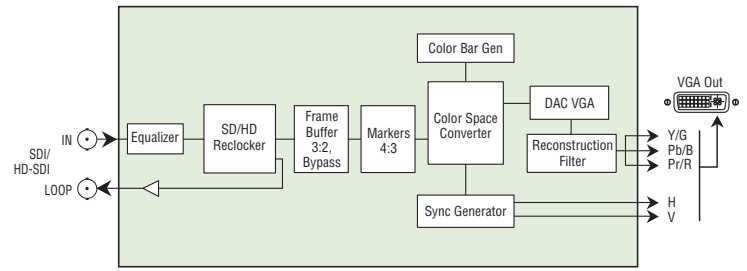 Color Bar Gen
VGA Out
IN
SDI/
HD-SDI
LOOP
Equalizer
SD/HD
Reclocker
Frame
Buffer
3:2,
Bypass
Markers
4:3
Color Space
Converter
DAC VGA
Reconstruction
Filter
Y/G
Pb/B
Pr/R
Sync Generator
H
V